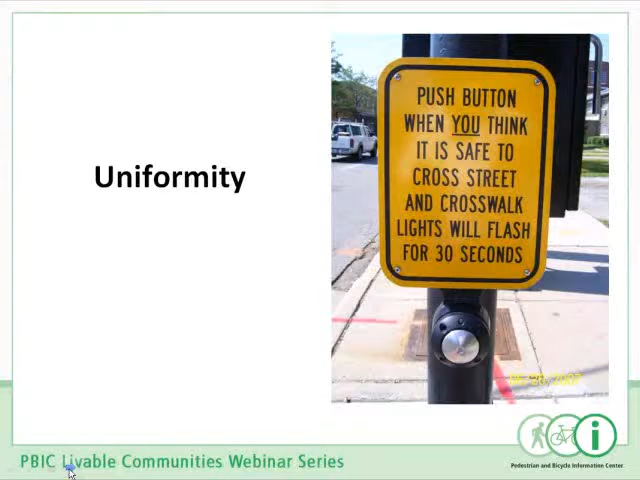 Uniformity
PUSH BUTTON
WHEN YOU THINK
IT IS SAFE TO
CROSS STREET
AND CROSSWALK
LIGHTS WILL FLASH
FOR 30 SECONDS
PBIC Livable Communities Webinar Series
i
Pedestrian and Bicycle Information Center